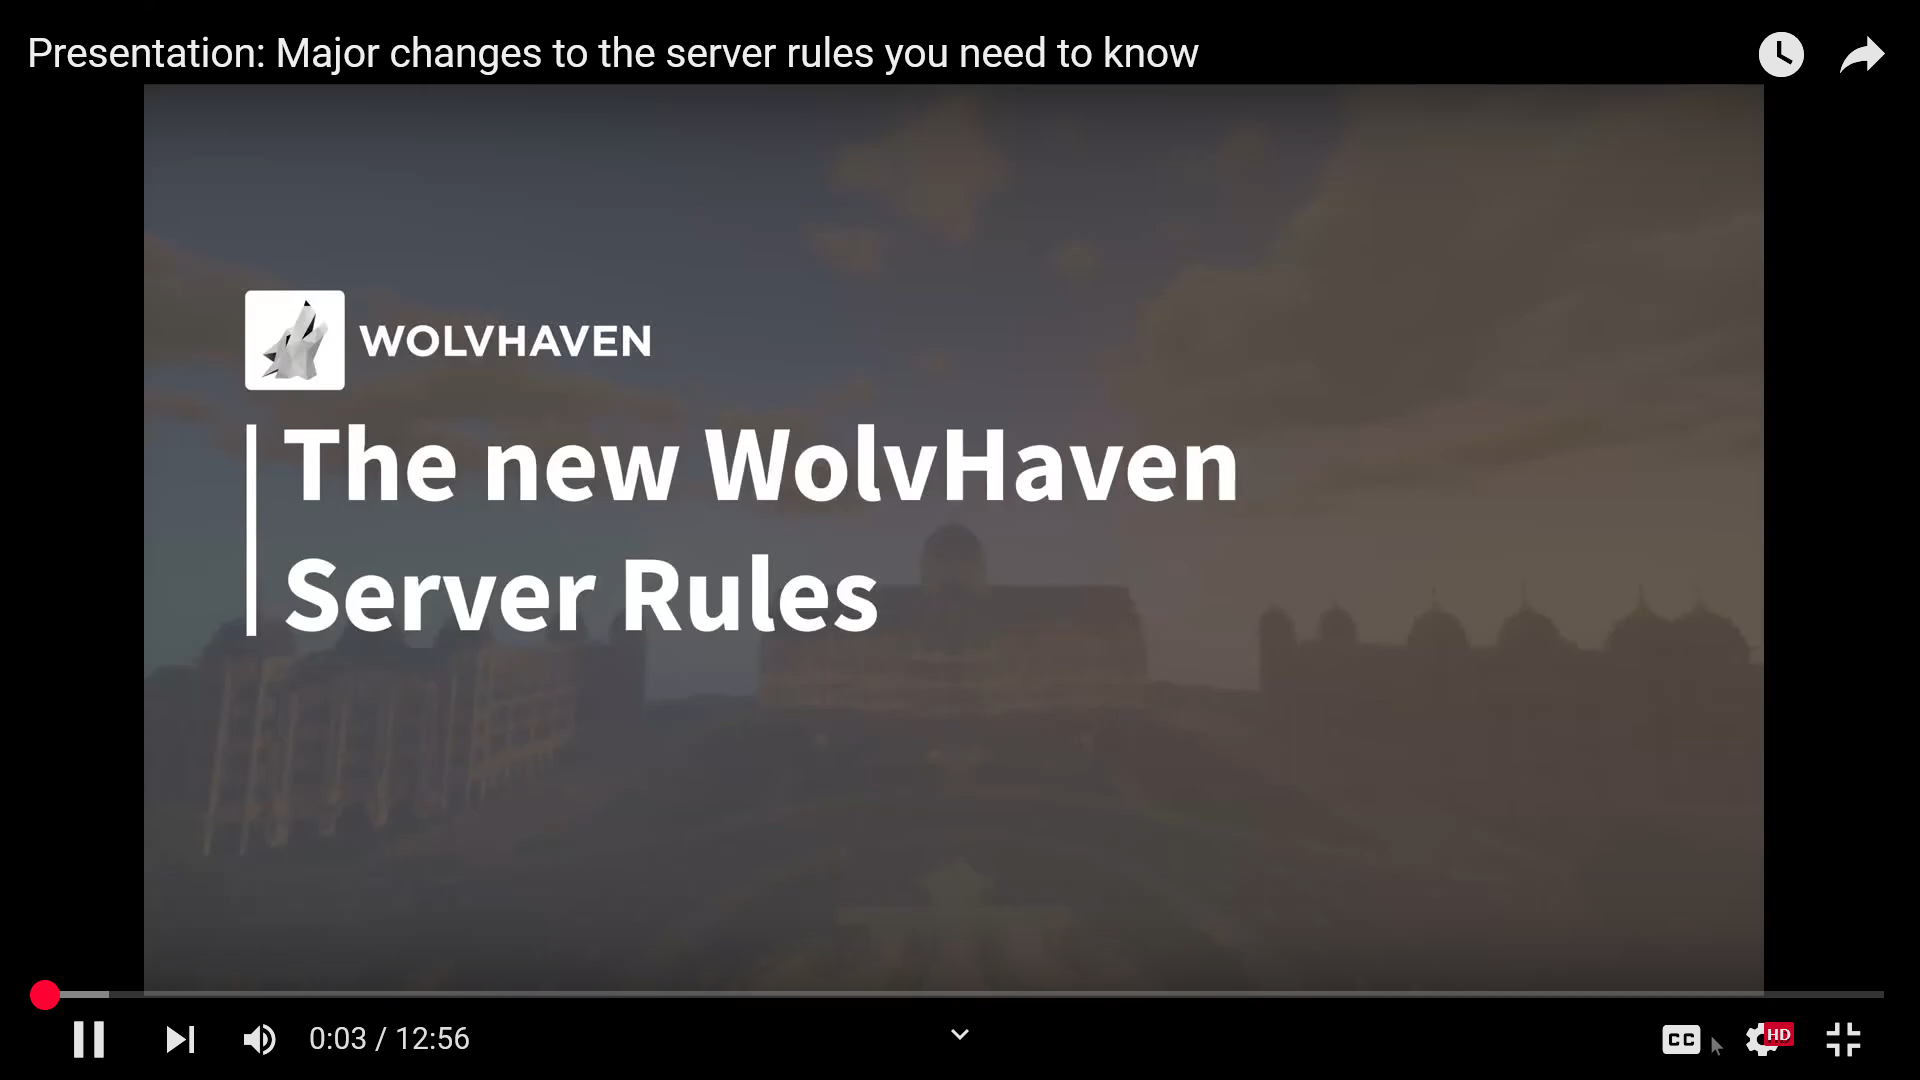 Presentation: Major changes to the server rules you need to know
WOLVHAVEN
The new WolvHaven
Server Rules
0:03 / 12:56
CC
HD